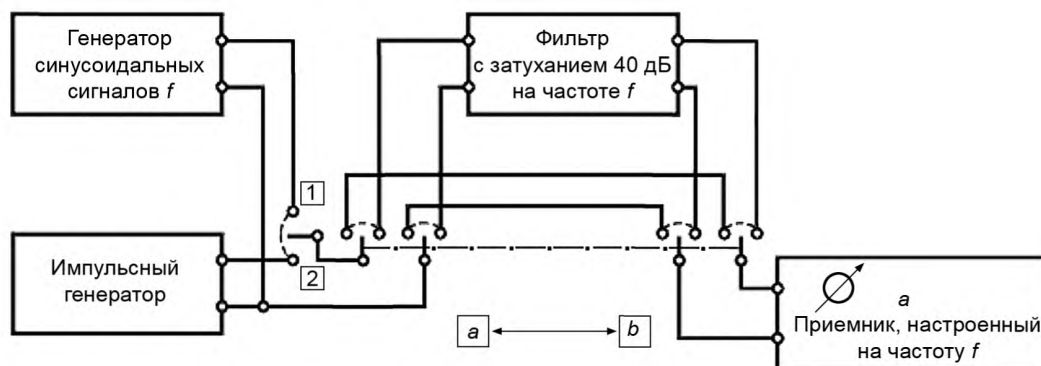 Генератор
синусоидальных
сигналов f
Фильтр
с затуханием 40 дБ
на частоте f
1
2
Импульсный
генератор
a
b
a
Приемник, настроенный
на частоту f